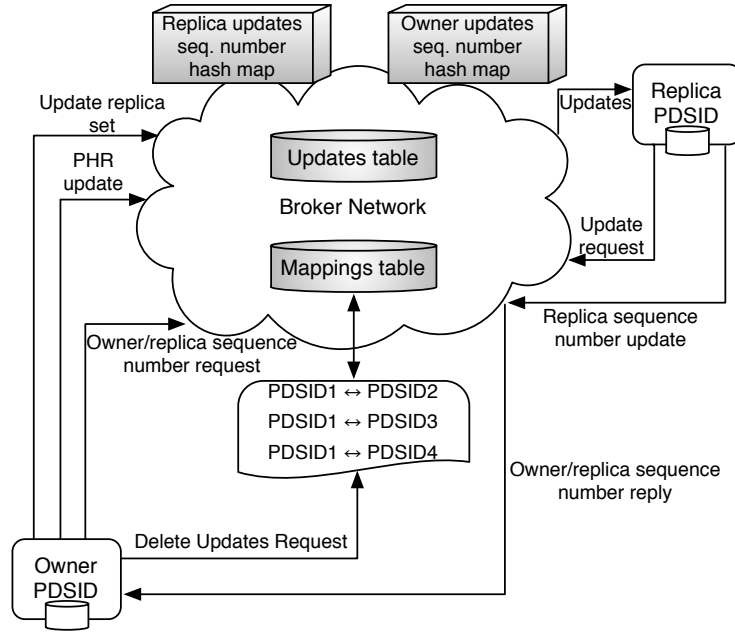 Replica updates
seq. number
hash map
Owner updates
seq. number
hash map
Update replica
set
Updates
Replica
PDSID
PHR
update
Updates table
Broker Network
Update
request
Mappings table
Owner/replica sequence
number request
Replica sequence
number update
PDSID1 ↔ PDSID2
PDSID1 ↔ PDSID3
PDSID1 ↔ PDSID4
Owner/replica sequence
number reply
Delete Updates Request
Owner
PDSID